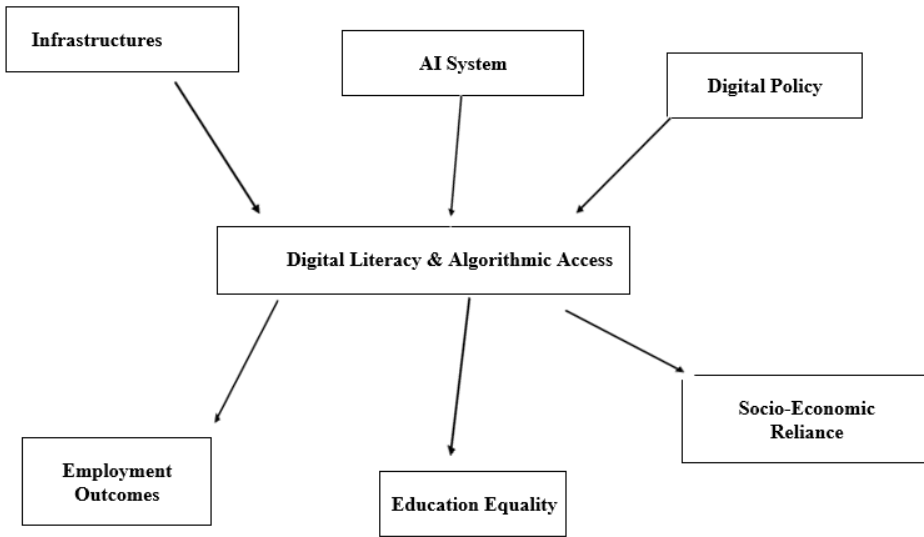 Infrastructures
AI System
Digital Policy
Digital Literacy & Algorithmic Access
Socio-Economic
Reliance
Employment
Outcomes
Education Equality